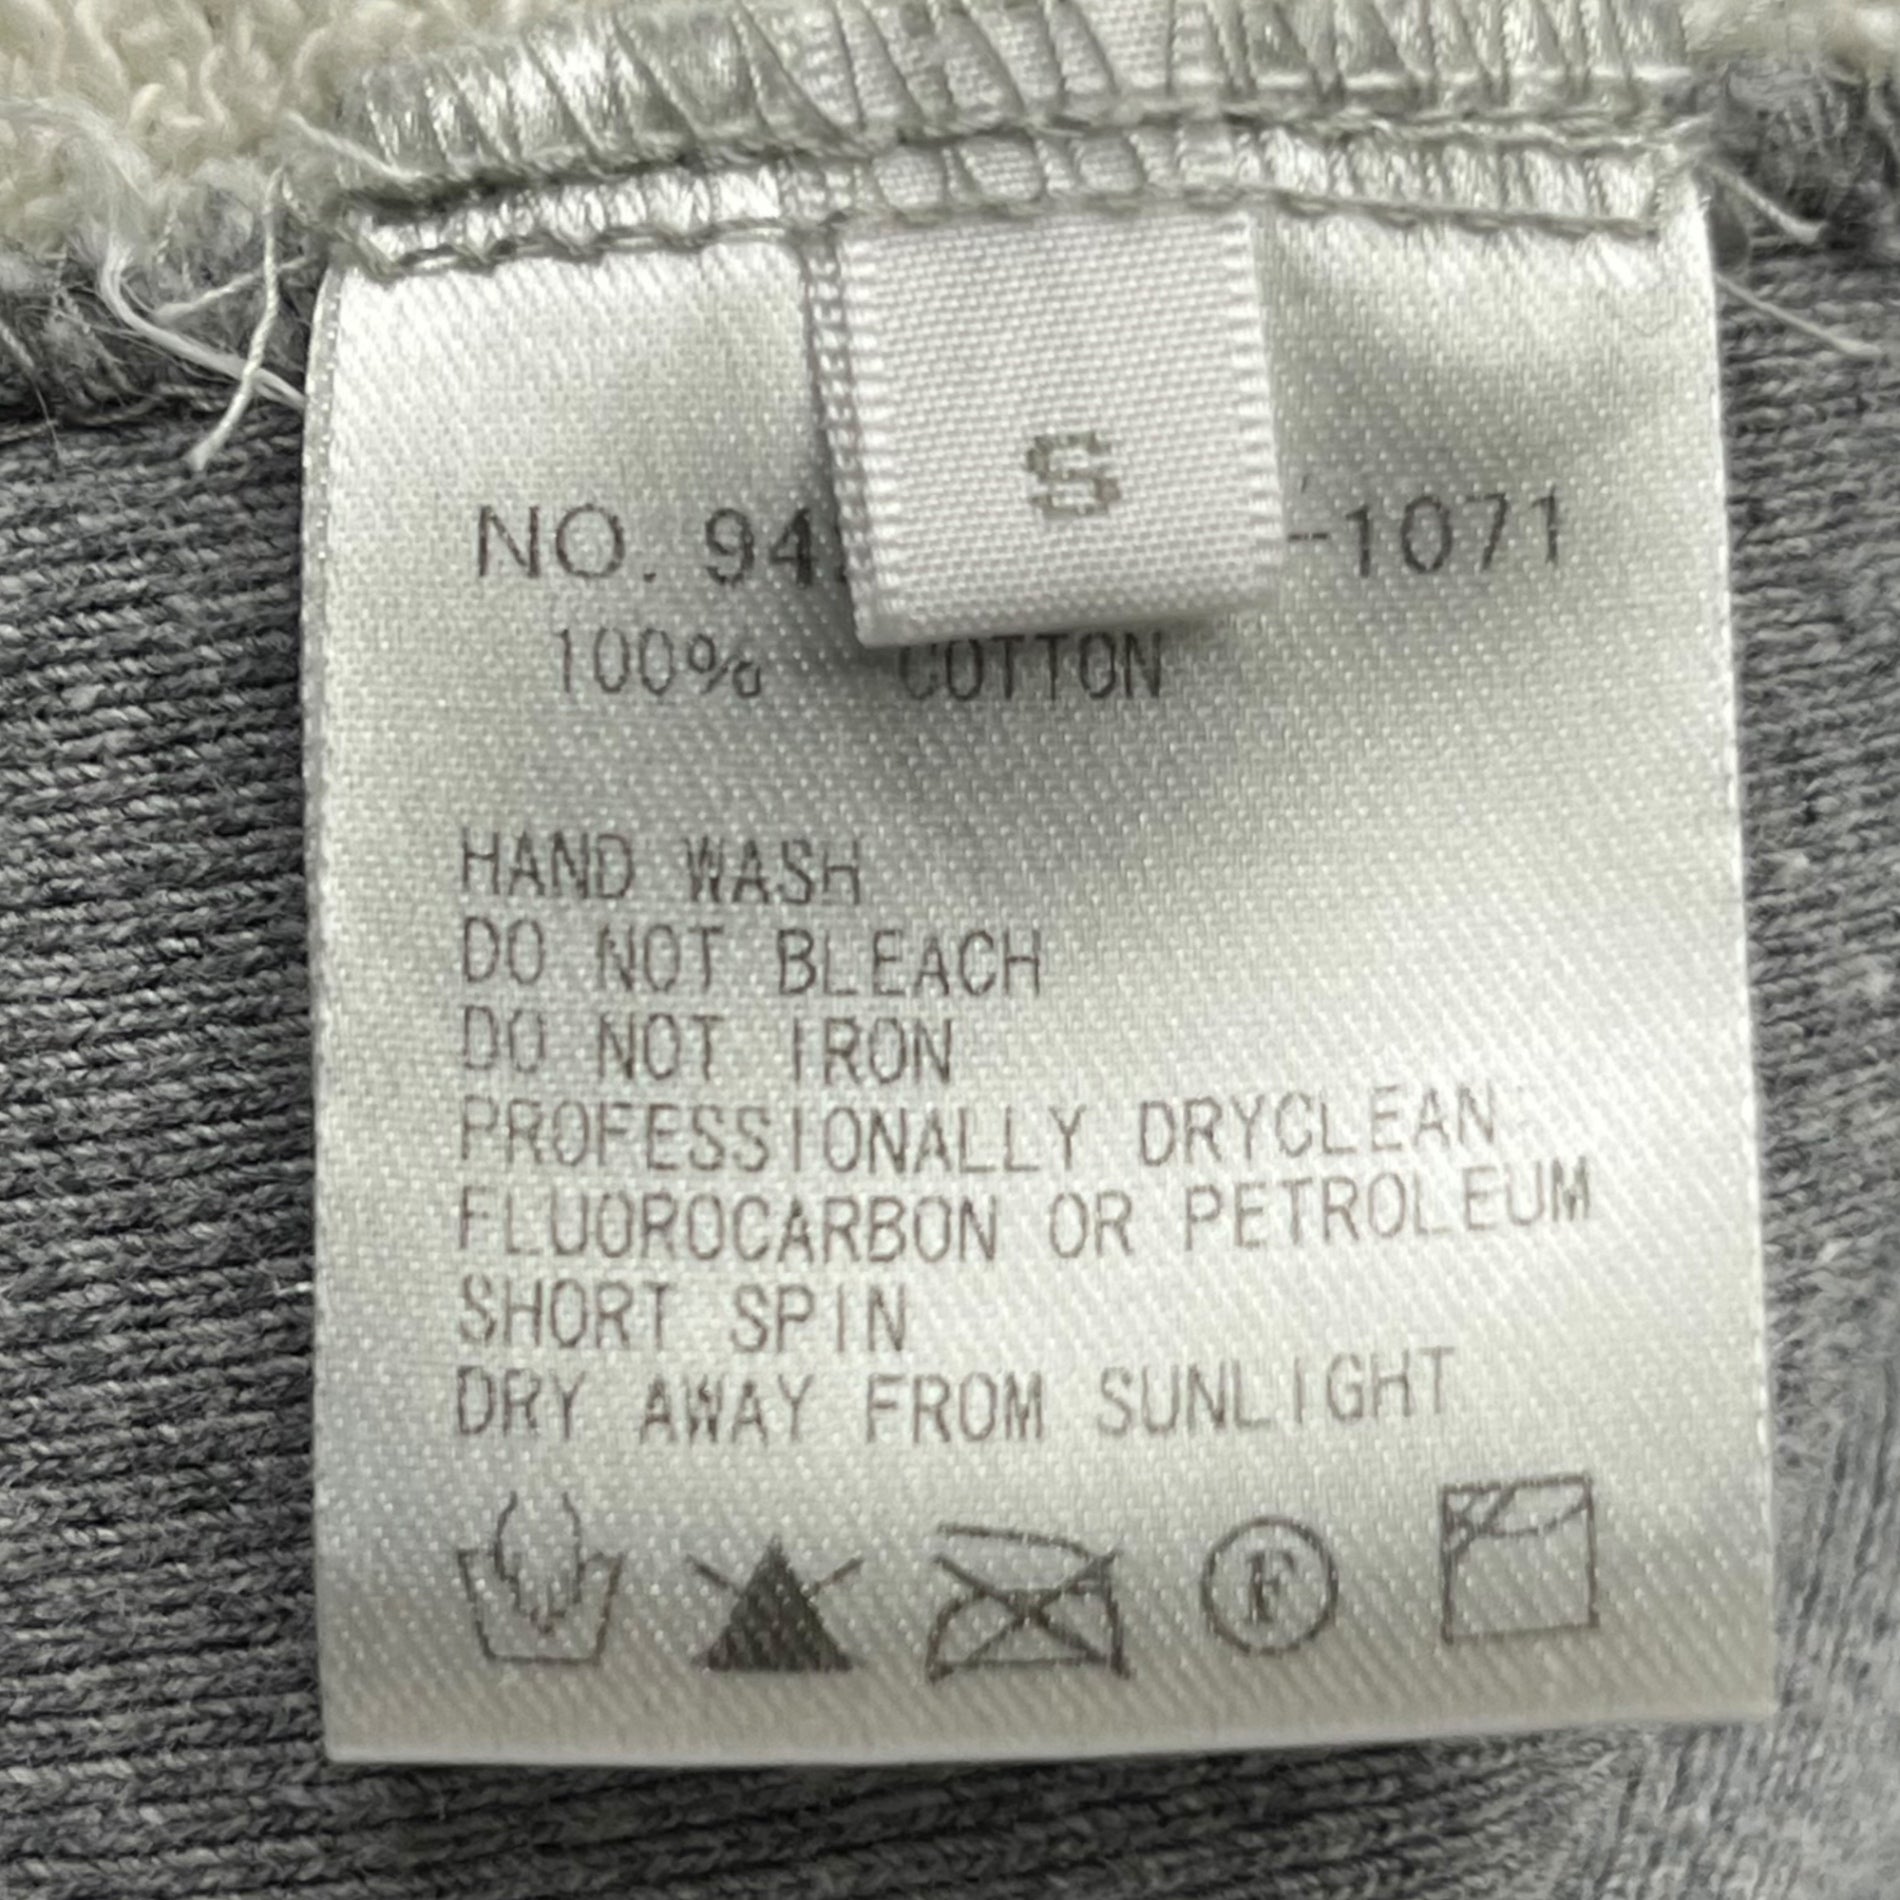 S
NO. 94 -1071
100% COTTON
HAND WASH
DO NOT BLEACH
DO NOT IRON
PROFESSIONALLY DRYCLEAN
FLUOROCARBON OR PETROLEUM
SHORT SPIN
DRY AWAY FROM SUNLIGHT
F